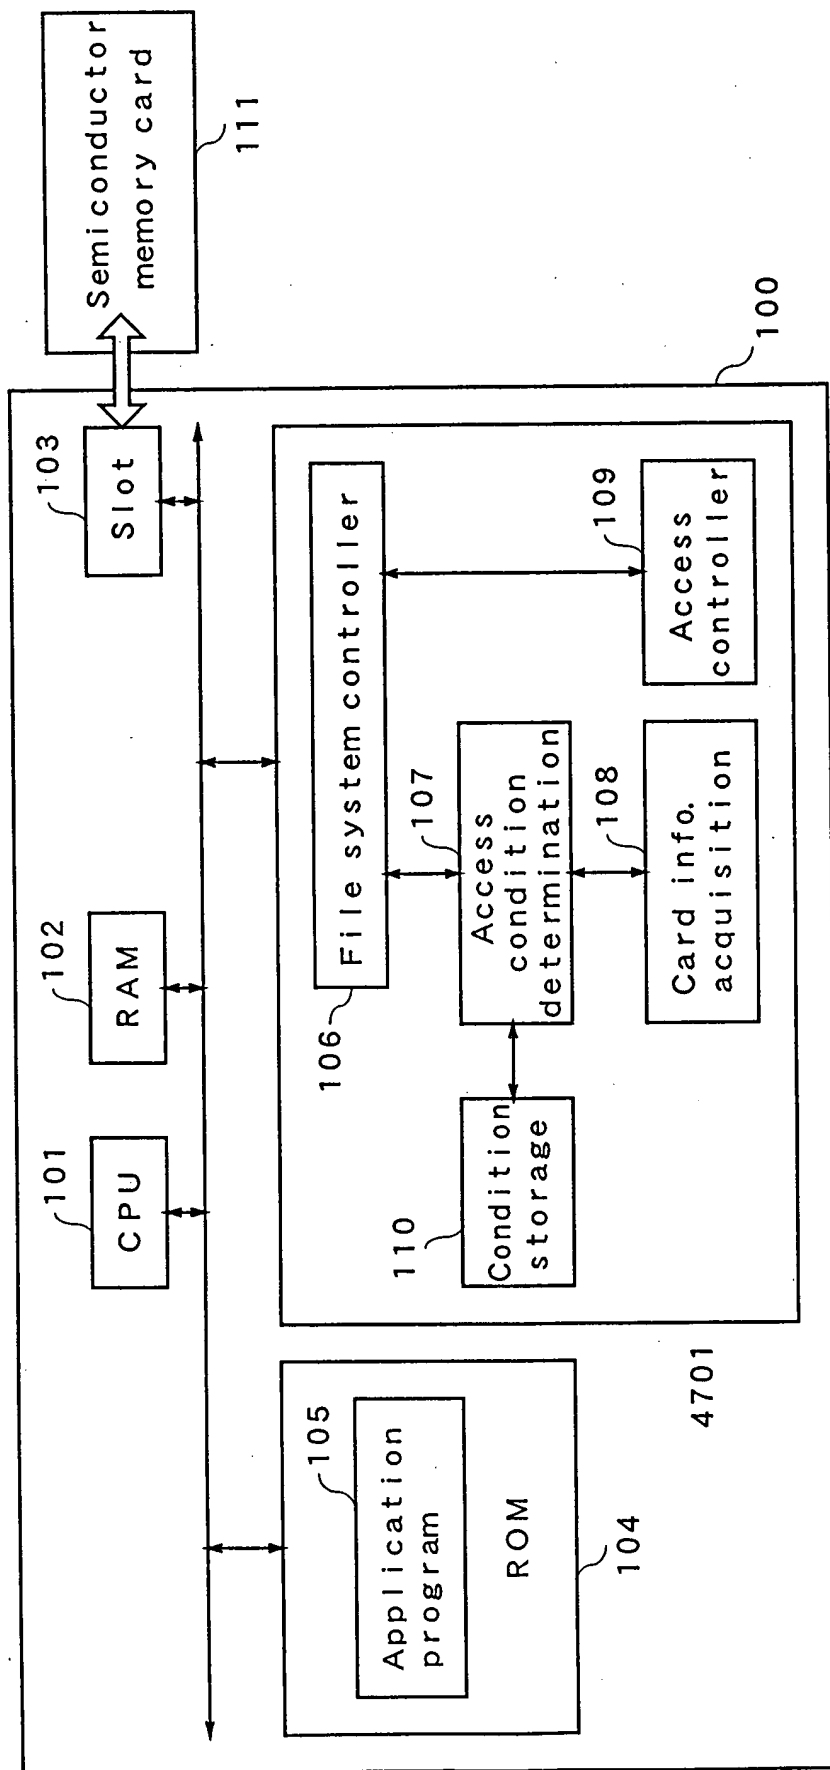 100
101
CPU
102
RAM
103
Slot
Semiconductor
memory card
111
105
Application
program
ROM
104
4701
106
File system controller
110
Condition
storage
107
Access
condition
determination
108
Card info.
acquisition
109
Access
controller